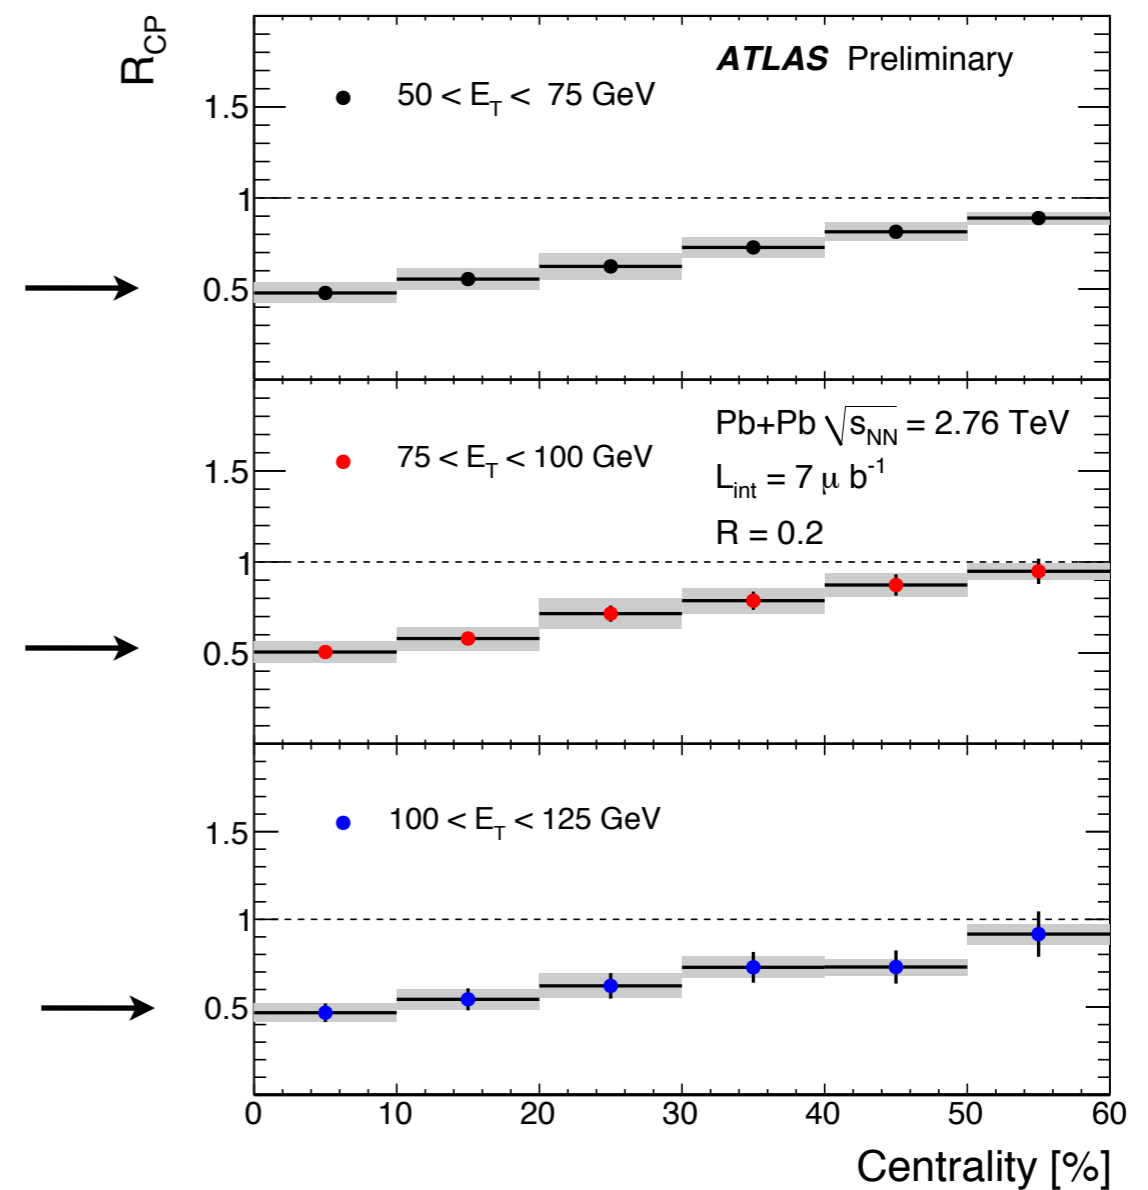 R_CP
ATLAS Preliminary
50 < E_T < 75 GeV
1.5
1
0.5
Pb+Pb √s_NN = 2.76 TeV
75 < E_T < 100 GeV
L_int = 7 μ b^-1
R = 0.2
1.5
1
0.5
100 < E_T < 125 GeV
1.5
1
0.5
0 10 20 30 40 50 60
Centrality [%]